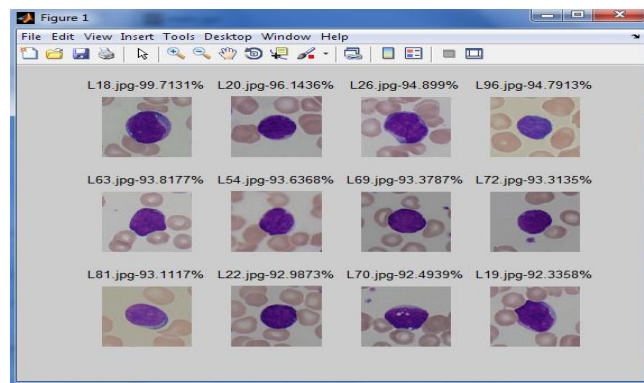 Figure 1
File Edit View Insert Tools Desktop Window Help
L18.jpg-99.7131% L20.jpg-96.1436% L26.jpg-94.899% L96.jpg-94.7913%
L63.jpg-93.8177% L54.jpg-93.6368% L69.jpg-93.3787% L72.jpg-93.3135%
L81.jpg-93.1117% L22.jpg-92.9873% L70.jpg-92.4939% L19.jpg-92.3358%